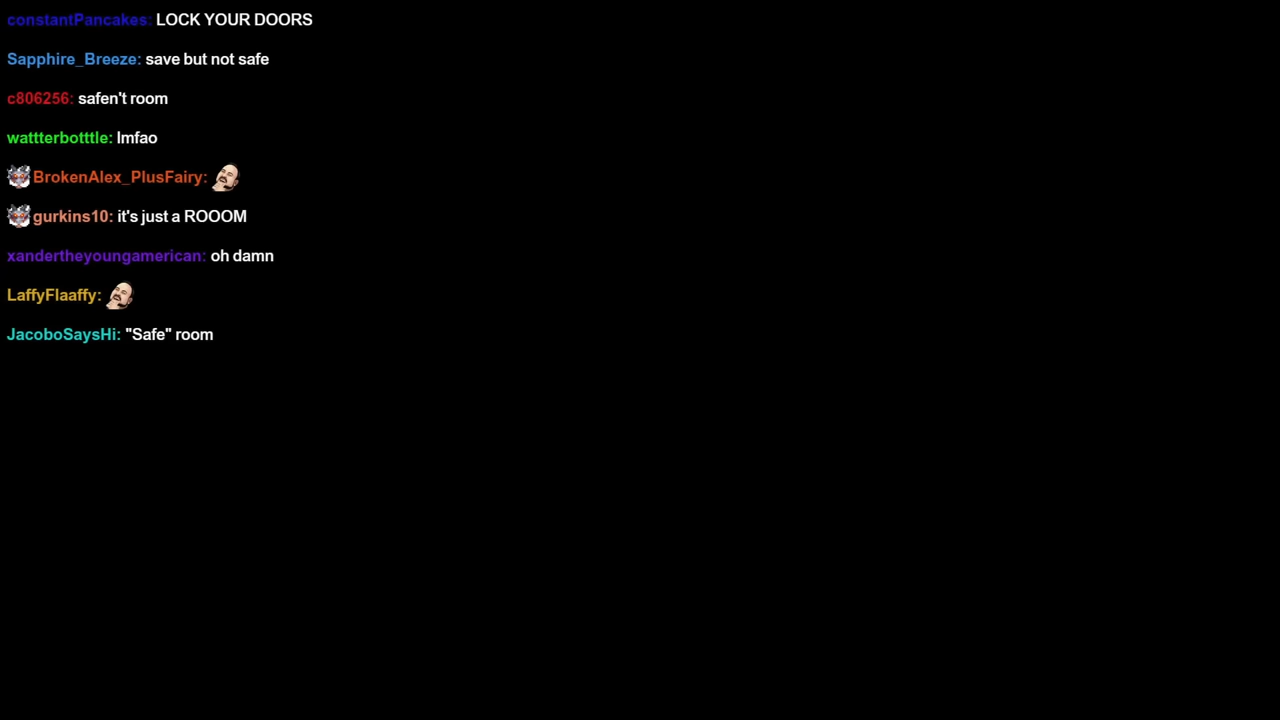 constantPancakes: LOCK YOUR DOORS
Sapphire_Breeze: save but not safe
c806256: safen't room
wattterbotttle: lmfao
BrokenAlex_PlusFairy:
gurkins10: it's just a ROOOM
xandertheyoungamerican: oh damn
LaffyFlaaffy:
JacoboSaysHi: "Safe" room